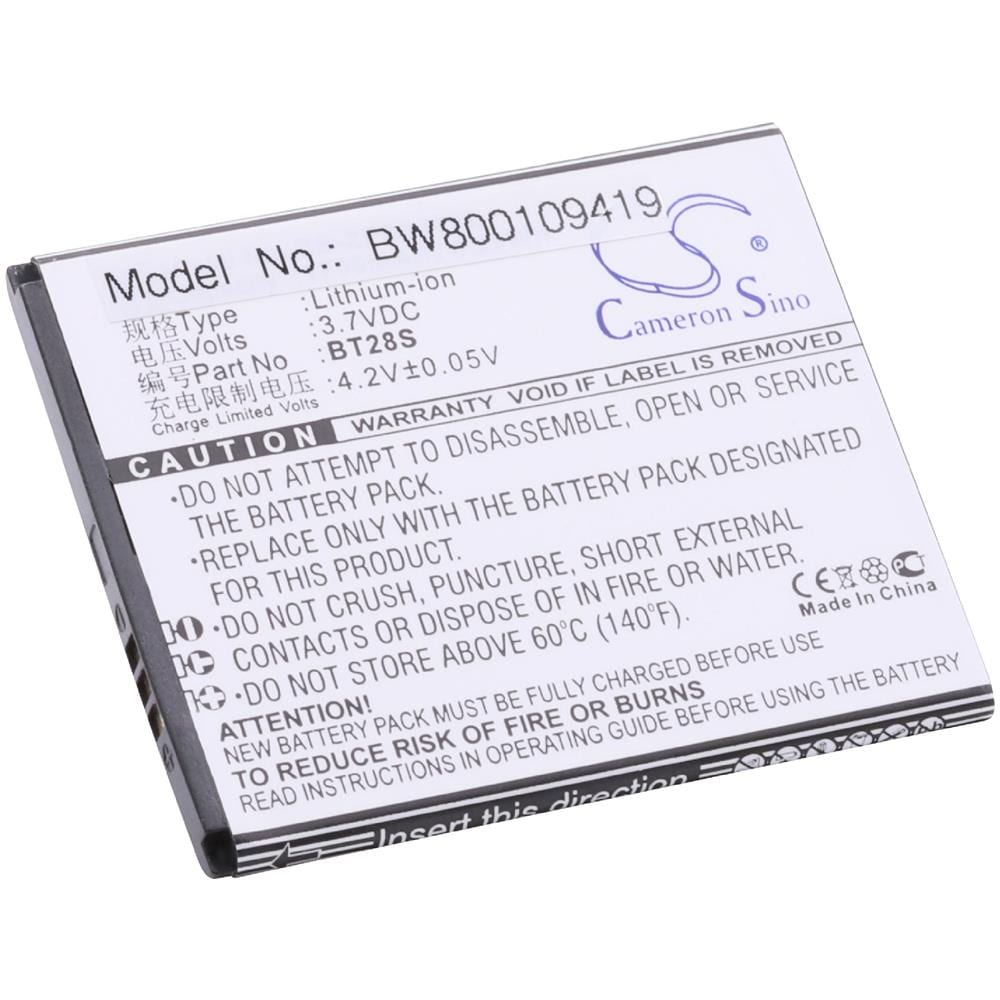 Model No.: BW800109419
规格Type : Lithium-ion
电压Volts : 3.7VDC
编号Part No : BT28S
充电限制电压 : 4.2V±0.05V
Charge Limited Volts
CS
Cameron Sino
®
CAUTION WARRANTY VOID IF LABEL IS REMOVED
•DO NOT ATTEMPT TO DISASSEMBLE, OPEN OR SERVICE
THE BATTERY PACK.
•REPLACE ONLY WITH THE BATTERY PACK DESIGNATED
FOR THIS PRODUCT.
•DO NOT CRUSH, PUNCTURE, SHORT EXTERNAL
CONTACTS OR DISPOSE OF IN FIRE OR WATER.
•DO NOT STORE ABOVE 60°C (140°F).
CE
Made In China
ATTENTION!
NEW BATTERY PACK MUST BE FULLY CHARGED BEFORE USE
TO REDUCE RISK OF FIRE OR BURNS
READ INSTRUCTIONS OPERATING GUIDE BEFORE USING THIS BATTERY
Insert this direction